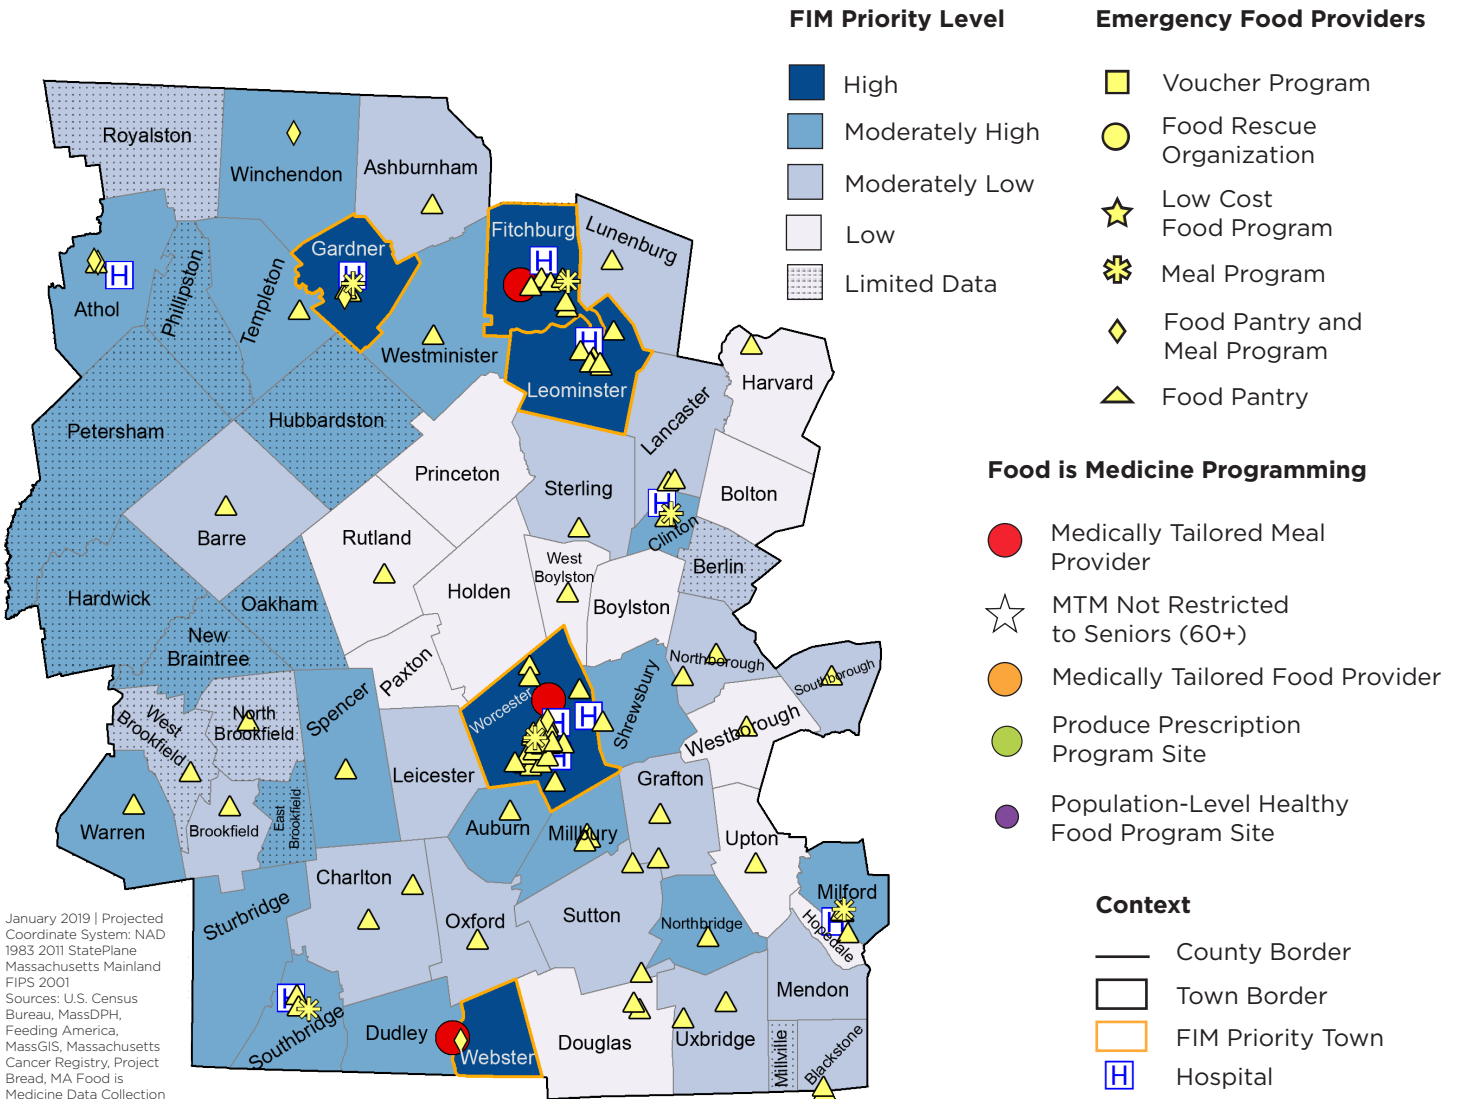 FIM Priority Level
High
Moderately High
Moderately Low
Low
Limited Data
Emergency Food Providers
Voucher Program
Food Rescue
Organization
Low Cost
Food Program
Meal Program
Food Pantry and
Meal Program
Food Pantry
Food is Medicine Programming
Medically Tailored Meal
Provider
MTM Not Restricted
to Seniors (60+)
Medically Tailored Food Provider
Produce Prescription
Program Site
Population-Level Healthy
Food Program Site
Context
County Border
Town Border
FIM Priority Town
H
Hospital
Royalston
Winchendon
Ashburnham
Fitchburg
Lunenburg
Gardner
H
H
H
Athol
Phillipston
Templeton
Westminister
H
Leominster
Harvard
Lancaster
Petersham
Hubbardston
Princeton
Sterling
Bolton
H
Clinton
Barre
Rutland
West
Boylston
Berlin
Holden
Boylston
Hardwick
Oakham
New
Braintree
Paxton
Northborough
Southborough
Worcester
H
H
H
Shrewsbury
Westborough
West
Brookfield
North
Brookfield
Spencer
Leicester
Grafton
Warren
Brookfield
East
Brookfield
Auburn
Millbury
Upton
Charlton
Milford
H
Hopedale
Sturbridge
Oxford
Sutton
Northbridge
H
Southbridge
Dudley
Webster
Douglas
Uxbridge
Mendon
Millville
Blackstone
January 2019 | Projected
Coordinate System: NAD
1983 2011 StatePlane
Massachusetts Mainland
FIPS 2001
Sources: U.S. Census
Bureau, MassDPH,
Feeding America,
MassGIS, Massachusetts
Cancer Registry, Project
Bread, MA Food is
Medicine Data Collection